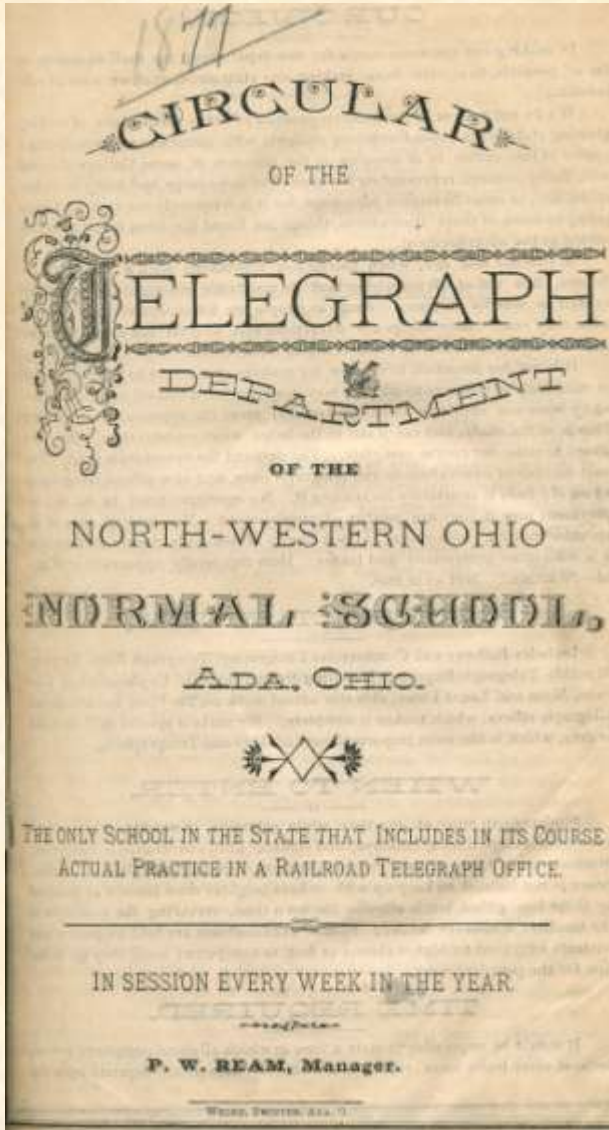 1877
CIRCULAR
OF THE
TELEGRAPH
DEPARTMENT
OF THE
NORTH-WESTERN OHIO
NORMAL SCHOOL,
ADA, OHIO.
THE ONLY SCHOOL IN THE STATE THAT INCLUDES IN ITS COURSE
ACTUAL PRACTICE IN A RAILROAD TELEGRAPH OFFICE.
IN SESSION EVERY WEEK IN THE YEAR.
P. W. REAM, Manager.
PRINTER, ADA, O.